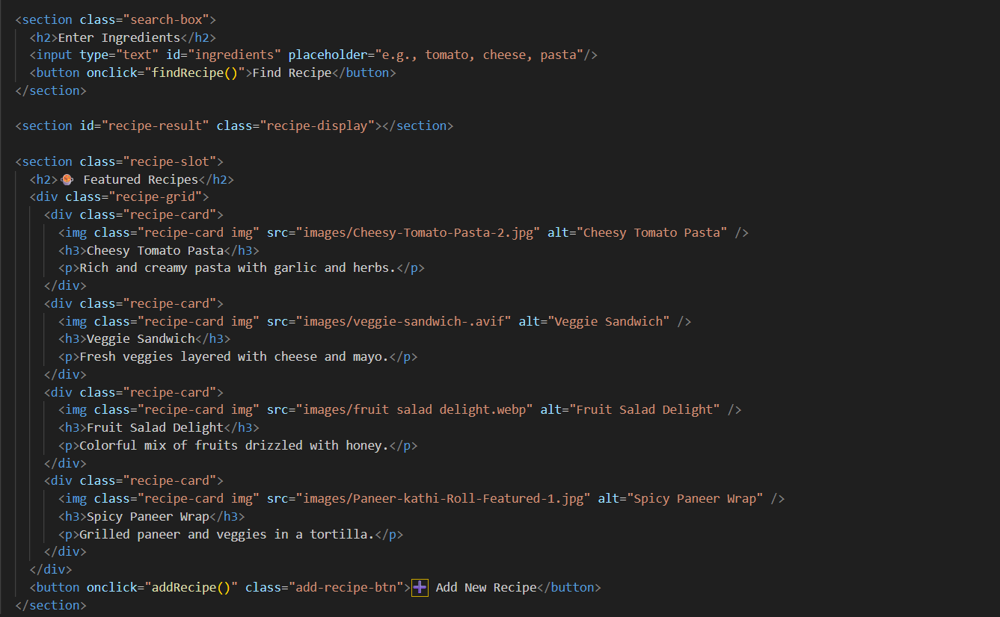 <section class="search-box">
<h2>Enter Ingredients</h2>
<input type="text" id="ingredients" placeholder="e.g., tomato, cheese, pasta"/>
<button onclick="findRecipe()">Find Recipe</button>
</section>
<section id="recipe-result" class="recipe-display"></section>
<section class="recipe-slot">
<h2> Featured Recipes</h2>
<div class="recipe-grid">
<div class="recipe-card">
<img class="recipe-card img" src="images/Cheesy-Tomato-Pasta-2.jpg" alt="Cheesy Tomato Pasta" />
<h3>Cheesy Tomato Pasta</h3>
<p>Rich and creamy pasta with garlic and herbs.</p>
</div>
<div class="recipe-card">
<img class="recipe-card img" src="images/veggie-sandwich-.avif" alt="Veggie Sandwich" />
<h3>Veggie Sandwich</h3>
<p>Fresh veggies layered with cheese and mayo.</p>
</div>
<div class="recipe-card">
<img class="recipe-card img" src="images/fruit salad delight.webp" alt="Fruit Salad Delight" />
<h3>Fruit Salad Delight</h3>
<p>Colorful mix of fruits drizzled with honey.</p>
</div>
<div class="recipe-card">
<img class="recipe-card img" src="images/Paneer-kathi-Roll-Featured-1.jpg" alt="Spicy Paneer Wrap" />
<h3>Spicy Paneer Wrap</h3>
<p>Grilled paneer and veggies in a tortilla.</p>
</div>
</div>
<button onclick="addRecipe()" class="add-recipe-btn">➕ Add New Recipe</button>
</section>